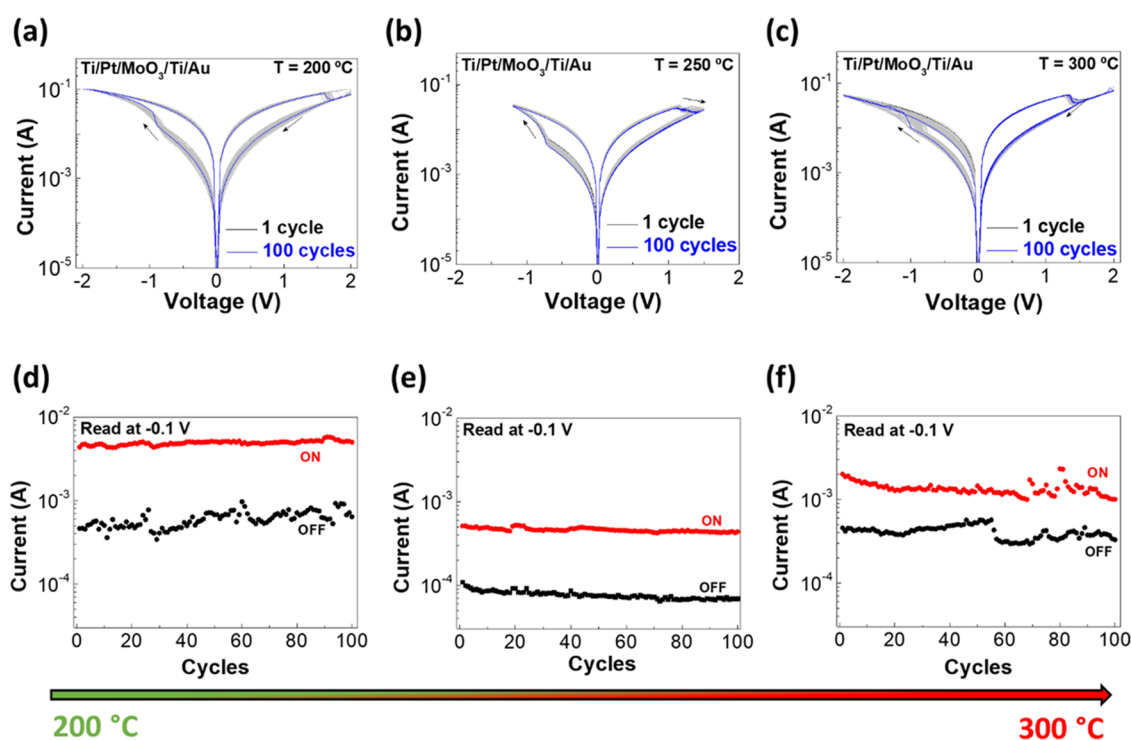 (a)
(b)
(c)
Ti/Pt/MoO3/Ti/Au T = 200 ºC
Ti/Pt/MoO3/Ti/Au T = 250 ºC
Ti/Pt/MoO3/Ti/Au T = 300 ºC
10-1
10-3
10-5
Current (A)
1 cycle
100 cycles
-2 -1 0 1 2
Voltage (V)
10-1
10-3
10-5
Current (A)
1 cycle
100 cycles
-2 -1 0 1 2
Voltage (V)
10-1
10-3
10-5
Current (A)
1 cycle
100 cycles
-2 -1 0 1 2
Voltage (V)
(d)
(e)
(f)
10-2
10-3
10-4
Current (A)
Read at -0.1 V
ON
OFF
0 20 40 60 80 100
Cycles
10-2
10-3
10-4
Current (A)
Read at -0.1 V
ON
OFF
0 20 40 60 80 100
Cycles
10-2
10-3
10-4
Current (A)
Read at -0.1 V
ON
OFF
0 20 40 60 80 100
Cycles
200 °C
300 °C